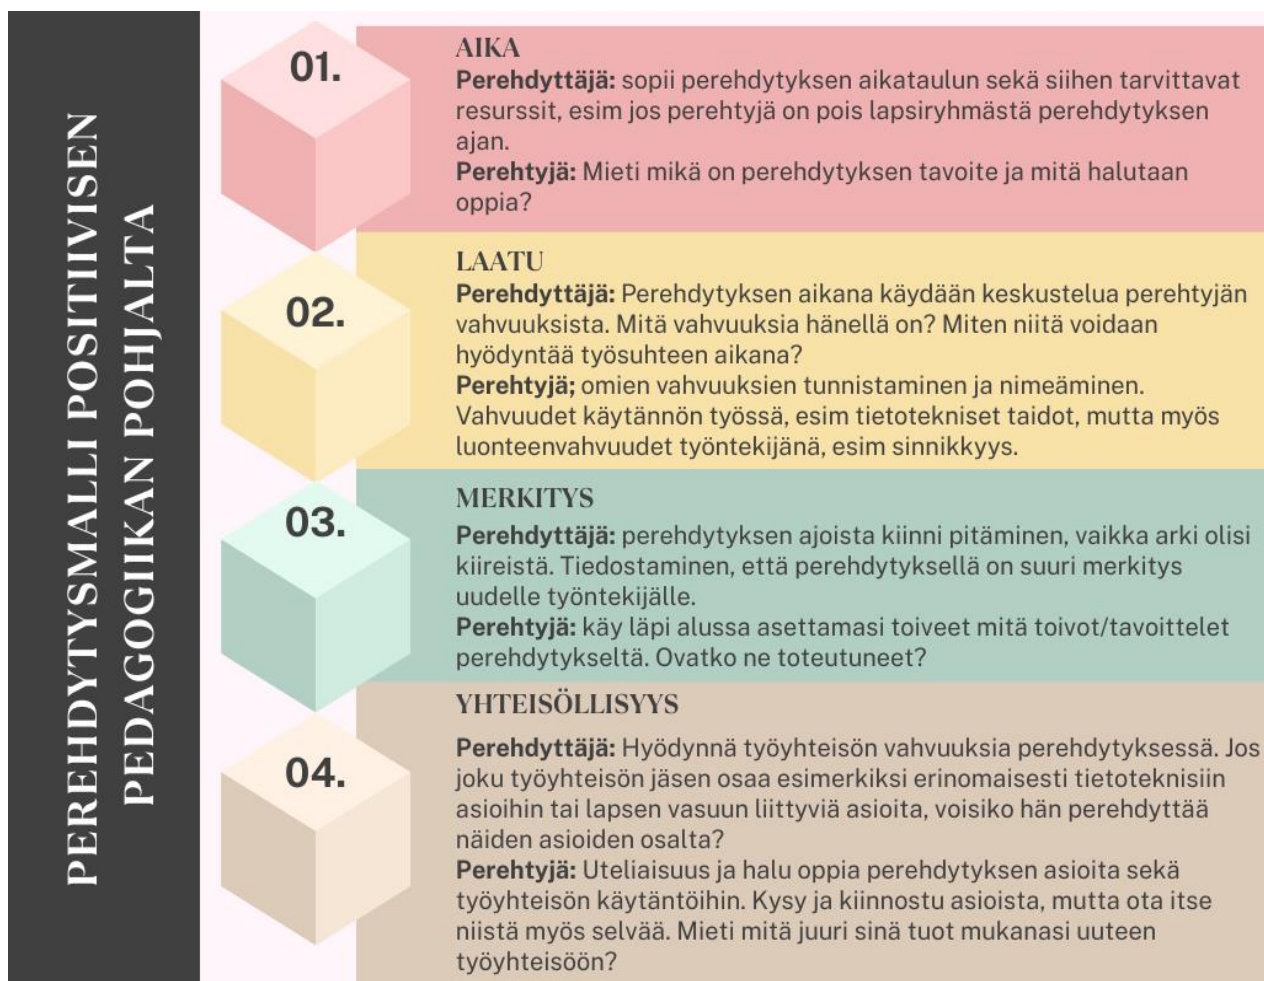 PEREHDYTYSMALLI POSITIIVISEN
PEDAGOGIIKAN POHJALTA
01.
AIKA
Perehdyttäjä: sopii perehdytyksen aikataulun sekä siihen tarvittavat
resurssit, esim jos perehtyjä on pois lapsiryhmästä perehdytyksen
ajan.
Perehtyjä: Mieti mikä on perehdytyksen tavoite ja mitä halutaan
oppia?
02.
LAATU
Perehdyttäjä: Perehdytyksen aikana käydään keskustelua perehtyjän
vahvuuksista. Mitä vahvuuksia hänellä on? Miten niitä voidaan
hyödyntää työsuhteen aikana?
Perehtyjä; omien vahvuuksien tunnistaminen ja nimeäminen.
Vahvuudet käytännön työssä, esim tietotekniset taidot, mutta myös
luonteenvahvuudet työntekijänä, esim sinnikkyys.
03.
MERKITYS
Perehdyttäjä: perehdytyksen ajoista kiinni pitäminen, vaikka arki olisi
kiireistä. Tiedostaminen, että perehdytyksellä on suuri merkitys
uudelle työntekijälle.
Perehtyjä: käy läpi alussa asettamasi toiveet mitä toivot/tavoittelet
perehdytykseltä. Ovatko ne toteutuneet?
04.
YHTEISÖLLISYYS
Perehdyttäjä: Hyödynnä työyhteisön vahvuuksia perehdytyksessä. Jos
joku työyhteisön jäsen osaa esimerkiksi erinomaisesti tietoteknisiin
asioihin tai lapsen vasuun liittyviä asioita, voisiko hän perehdyttää
näiden asioiden osalta?
Perehtyjä: Uteliaisuus ja halu oppia perehdytyksen asioita sekä
työyhteisön käytäntöihin. Kysy ja kiinnostu asioista, mutta ota itse
niistä myös selvää. Mieti mitä juuri sinä tuot mukanasi uuteen
työyhteisöön?